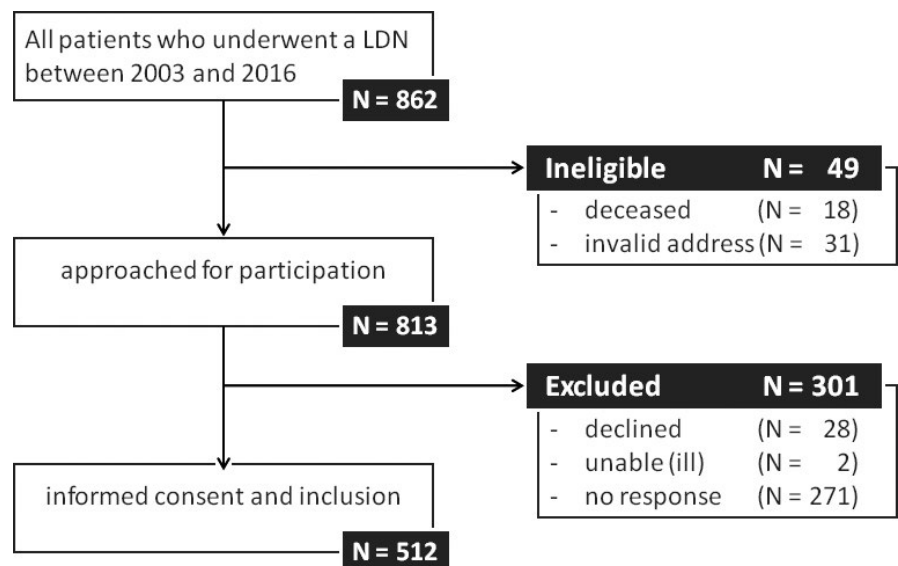 All patients who underwent a LDN
between 2003 and 2016
N = 862
Ineligible N = 49
- deceased (N = 18)
- invalid address (N = 31)
approached for participation
N = 813
Excluded N = 301
- declined (N = 28)
- unable (ill) (N = 2)
- no response (N = 271)
informed consent and inclusion
N = 512